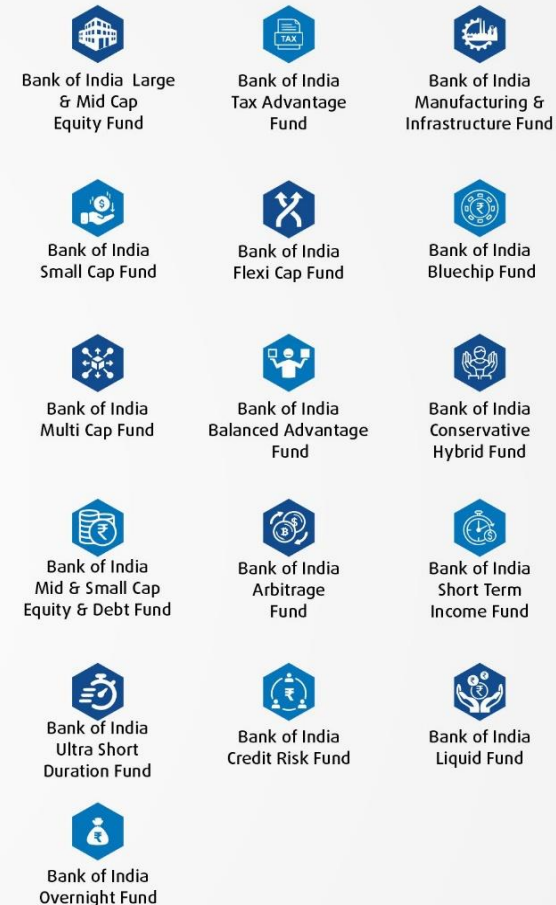 Bank of India Large
& Mid Cap
Equity Fund
TAX
Bank of India
Tax Advantage
Fund
Bank of India
Manufacturing &
Infrastructure Fund
Bank of India
Small Cap Fund
Bank of India
Flexi Cap Fund
Bank of India
Bluechip Fund
Bank of India
Multi Cap Fund
Bank of India
Balanced Advantage
Fund
Bank of India
Conservative
Hybrid Fund
Bank of India
Mid & Small Cap
Equity & Debt Fund
Bank of India
Arbitrage
Fund
Bank of India
Short Term
Income Fund
Bank of India
Ultra Short
Duration Fund
Bank of India
Credit Risk Fund
Bank of India
Liquid Fund
Bank of India
Overnight Fund